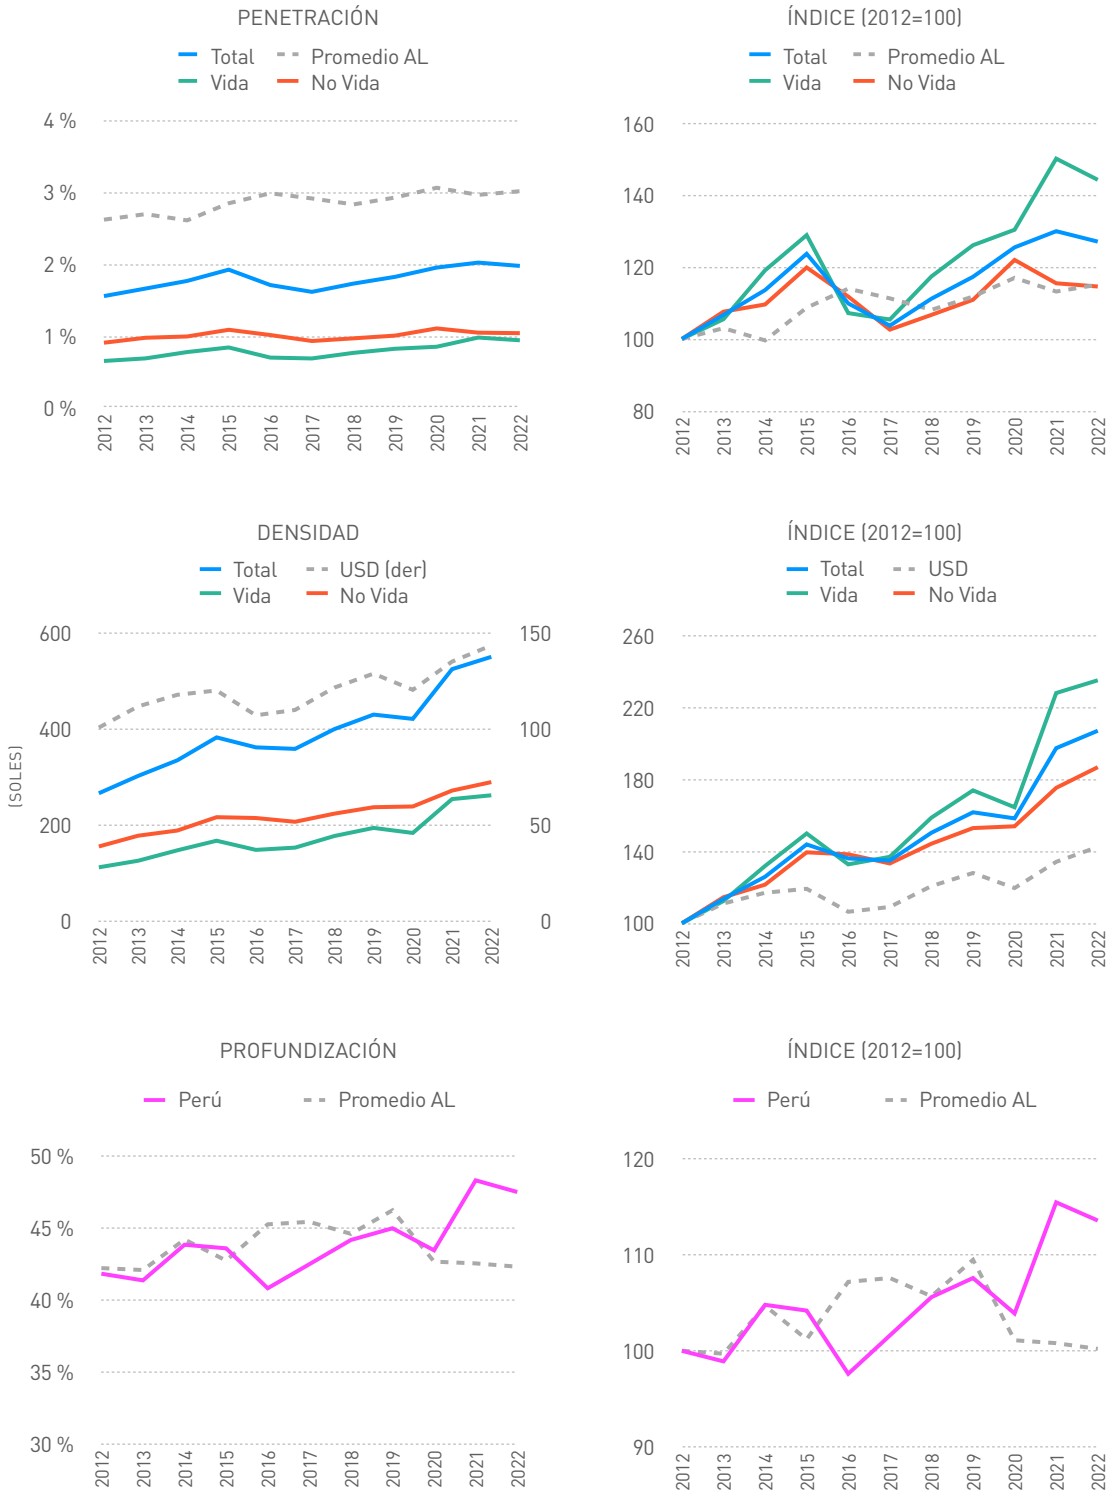 PENETRACIÓN
Total Promedio AL
Vida No Vida
4 %
3 %
2 %
1 %
0 %
2012 2013 2014 2015 2016 2017 2018 2019 2020 2021 2022
ÍNDICE (2012=100)
Total Promedio AL
Vida No Vida
160
140
120
100
80
2012 2013 2014 2015 2016 2017 2018 2019 2020 2021 2022
DENSIDAD
Total USD (der)
Vida No Vida
(SOLES)
600 150
400 100
200 50
0 0
2012 2013 2014 2015 2016 2017 2018 2019 2020 2021 2022
ÍNDICE (2012=100)
Total USD
Vida No Vida
260
220
180
140
100
2012 2013 2014 2015 2016 2017 2018 2019 2020 2021 2022
PROFUNDIZACIÓN
Perú Promedio AL
50 %
45 %
40 %
35 %
30 %
2012 2013 2014 2015 2016 2017 2018 2019 2020 2021 2022
ÍNDICE (2012=100)
Perú Promedio AL
120
110
100
90
2012 2013 2014 2015 2016 2017 2018 2019 2020 2021 2022